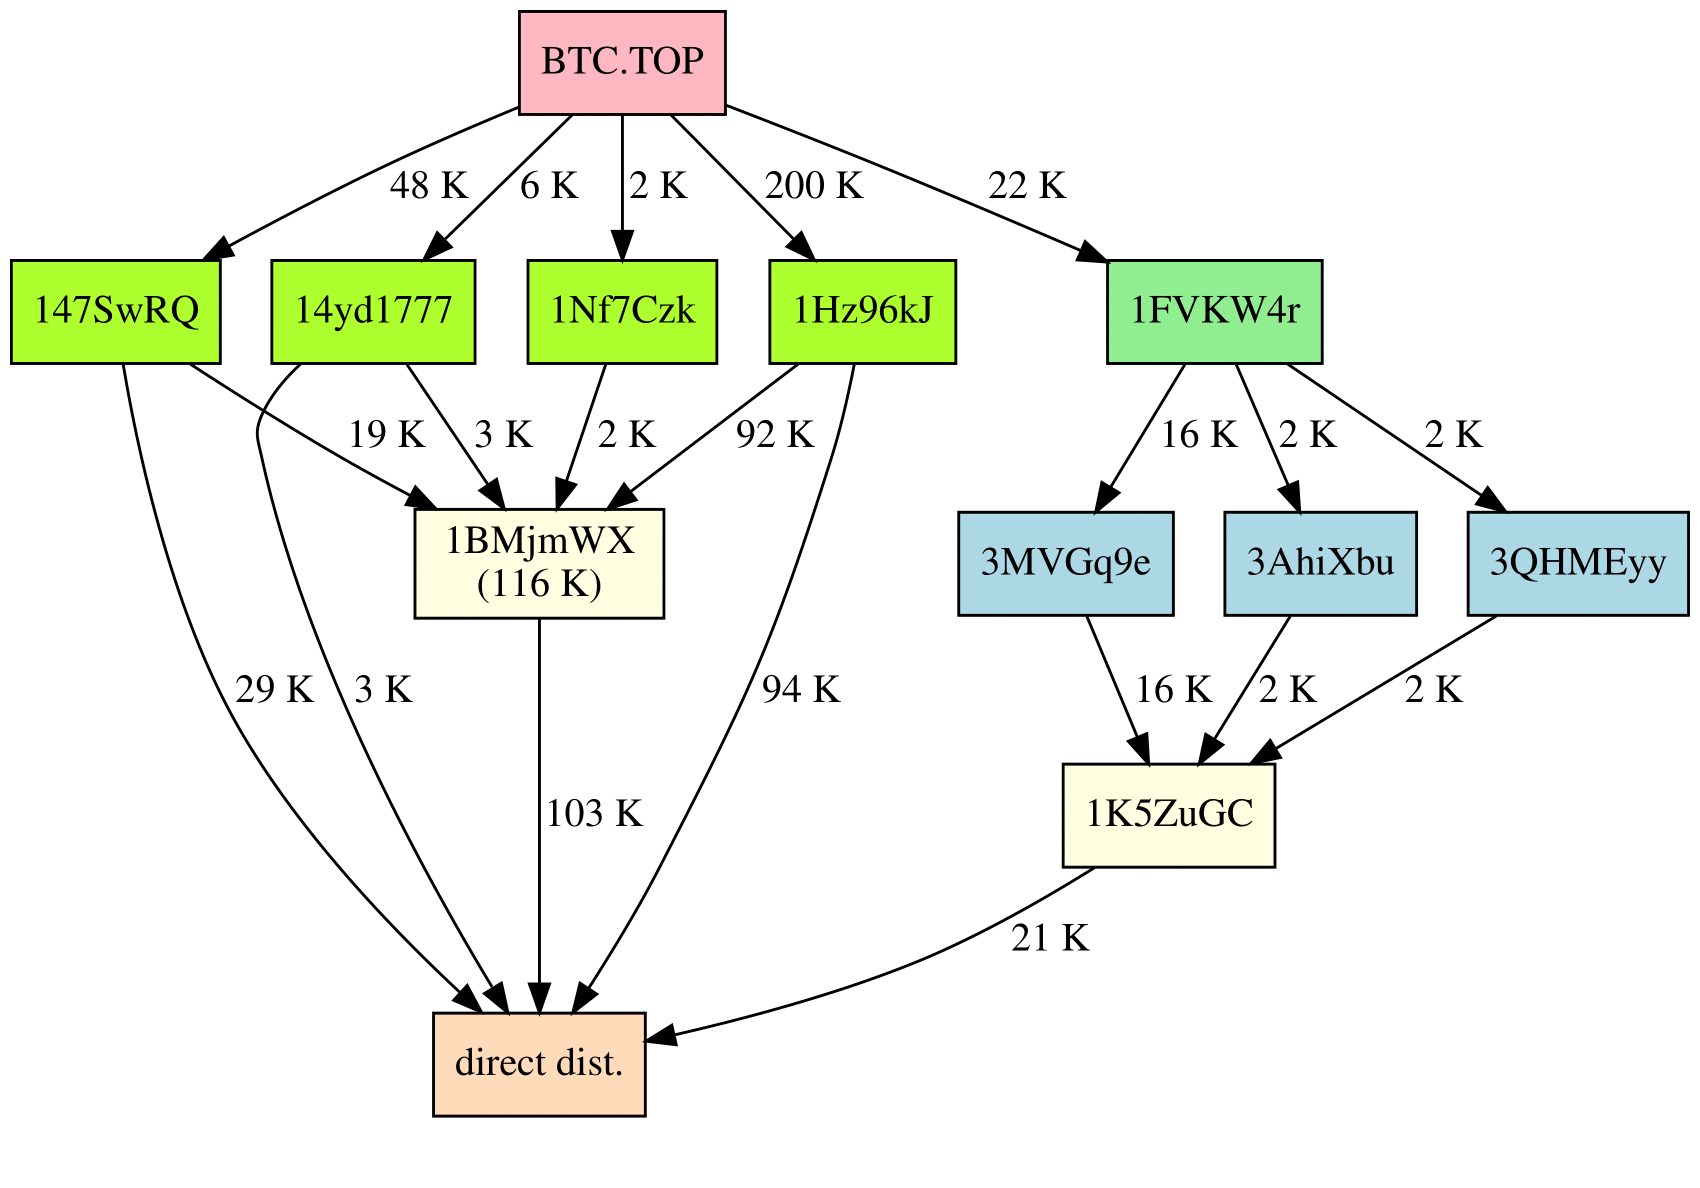 BTC.TOP
48 K
6 K
2 K
200 K
22 K
147SwRQ
14yd1777
1Nf7Czk
1Hz96kJ
1FVKW4r
19 K
3 K
2 K
92 K
16 K
2 K
2 K
1BMjmWX
(116 K)
3MVGq9e
3AhiXbu
3QHMEyy
29 K
3 K
94 K
16 K
2 K
2 K
103 K
1K5ZuGC
21 K
direct dist.